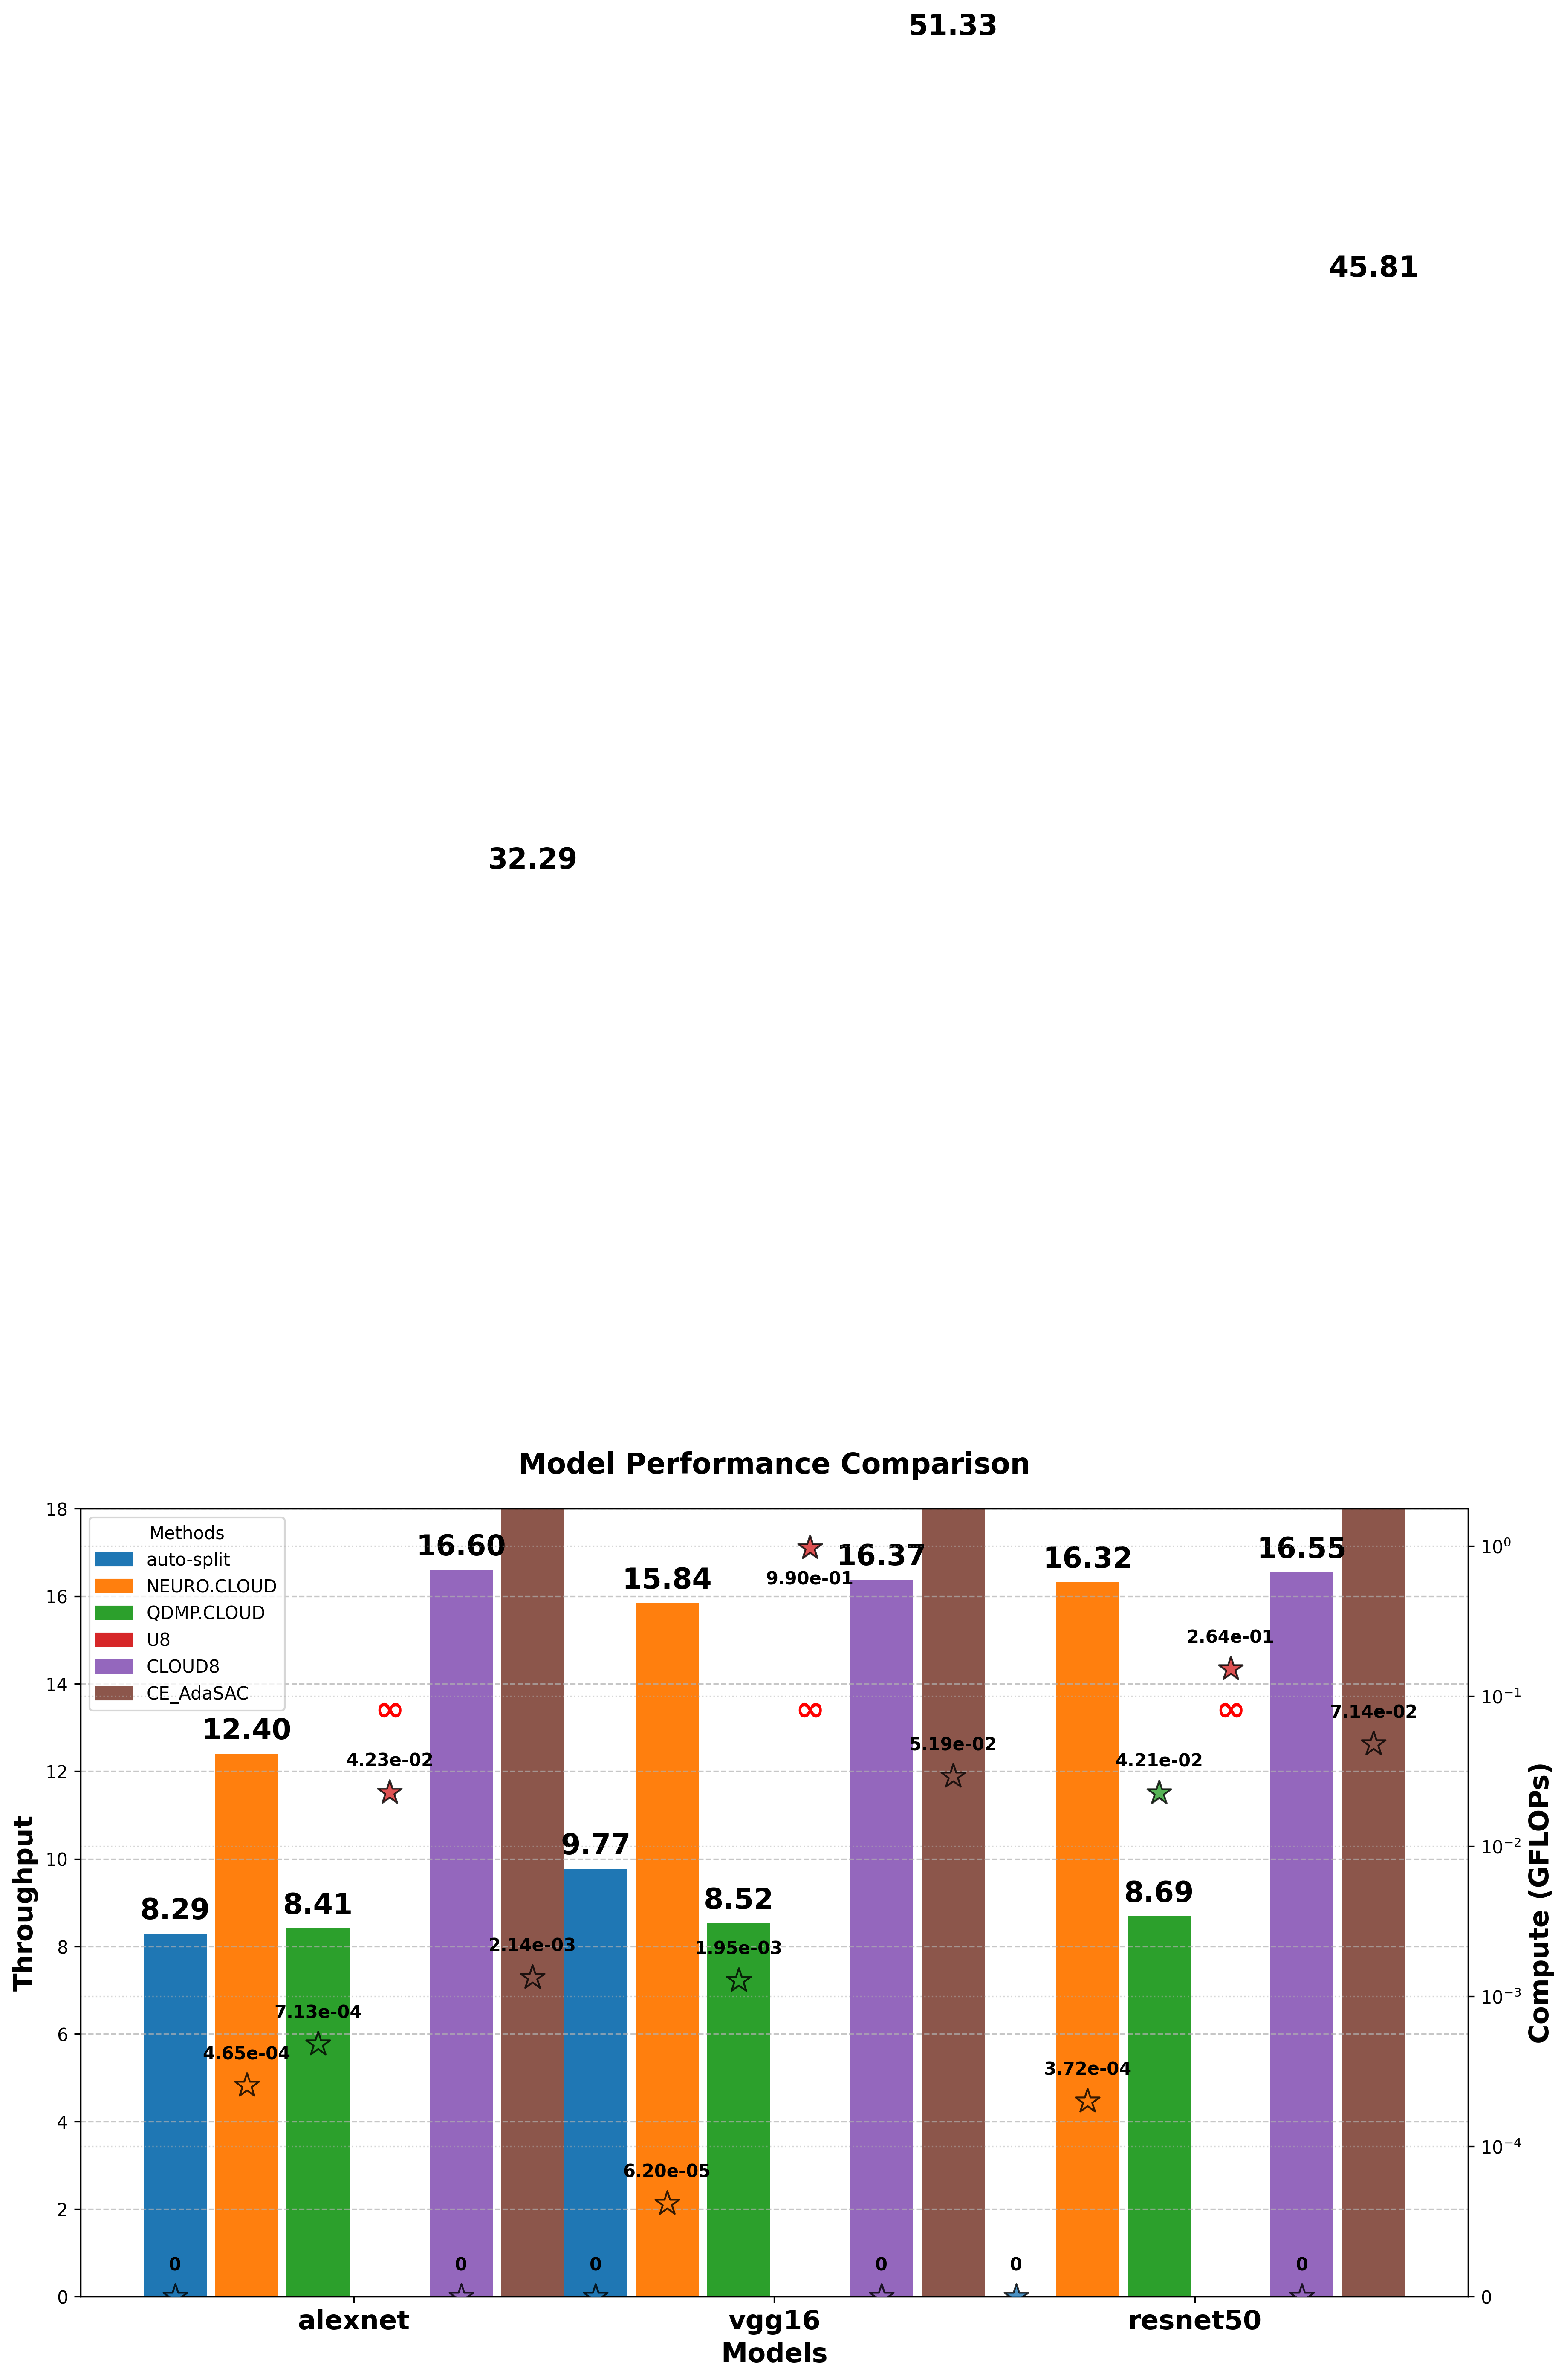 51.33
45.81
32.29
Model Performance Comparison
Throughput
18
16
14
12
10
8
6
4
2
0
Methods
auto-split
NEURO.CLOUD
QDMP.CLOUD
U8
CLOUD8
CE_AdaSAC
8.29
12.40
8.41
∞
16.60
9.77
15.84
8.52
∞
16.37
16.32
8.69
∞
16.55
0
4.65e-04
7.13e-04
4.23e-02
0
2.14e-03
0
6.20e-05
1.95e-03
9.90e-01
0
5.19e-02
0
3.72e-04
4.21e-02
2.64e-01
0
7.14e-02
10⁰
10⁻¹
10⁻²
10⁻³
10⁻⁴
0
Compute (GFLOPs)
alexnet
vgg16
resnet50
Models